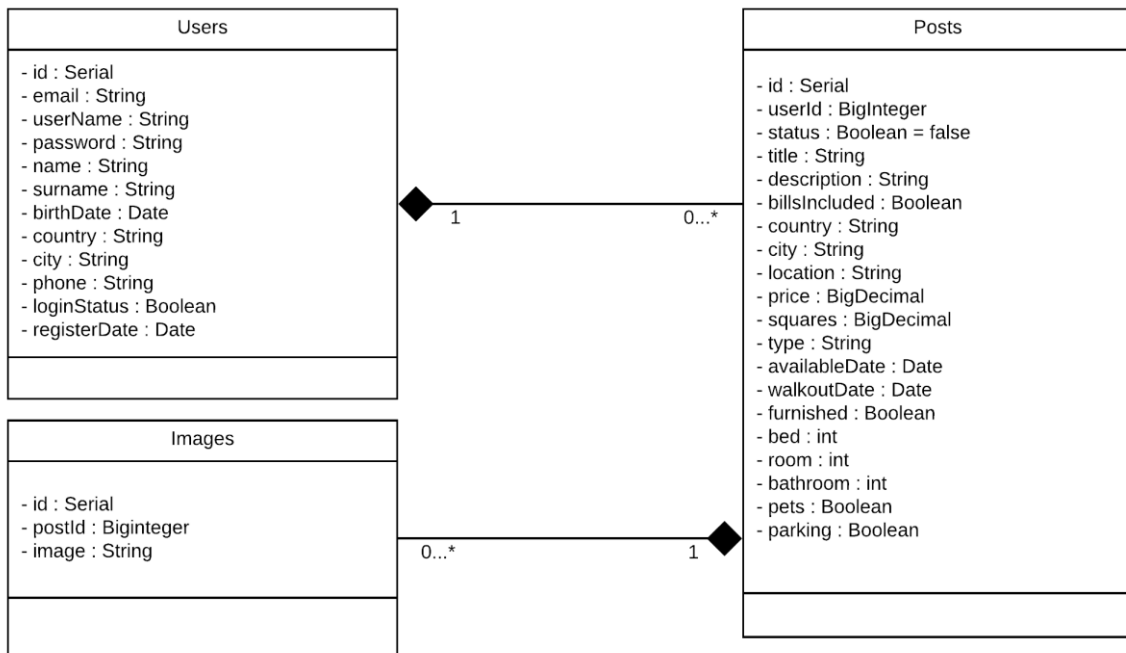 Users
- id : Serial
- email : String
- userName : String
- password : String
- name : String
- surname : String
- birthDate : Date
- country : String
- city : String
- phone : String
- loginStatus : Boolean
- registerDate : Date
1
0...*
Posts
- id : Serial
- userId : BigInteger
- status : Boolean = false
- title : String
- description : String
- billsIncluded : Boolean
- country : String
- city : String
- location : String
- price : BigDecimal
- squares : BigDecimal
- type : String
- availableDate : Date
- walkoutDate : Date
- furnished : Boolean
- bed : int
- room : int
- bathroom : int
- pets : Boolean
- parking : Boolean
Images
- id : Serial
- postId : Biginteger
- image : String
0...*
1